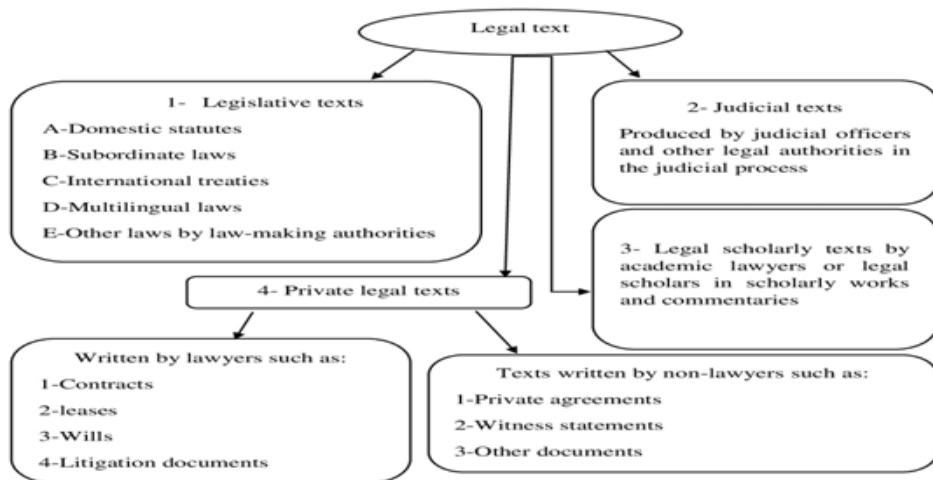 Legal text
1- Legislative texts
A-Domestic statutes
B-Subordinate laws
C-International treaties
D-Multilingual laws
E-Other laws by law-making authorities
2- Judicial texts
Produced by judicial officers
and other legal authorities in
the judicial process
3- Legal scholarly texts by
academic lawyers or legal
scholars in scholarly works
and commentaries
4- Private legal texts
Written by lawyers such as:
1-Contracts
2-leases
3-Wills
4-Litigation documents
Texts written by non-lawyers such as:
1-Private agreements
2-Witness statements
3-Other documents